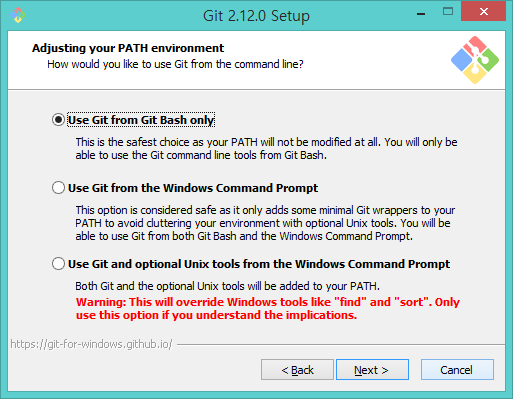 Git 2.12.0 Setup
Adjusting your PATH environment
How would you like to use Git from the command line?
Use Git from Git Bash only
This is the safest choice as your PATH will not be modified at all. You will only be
able to use the Git command line tools from Git Bash.
Use Git from the Windows Command Prompt
This option is considered safe as it only adds some minimal Git wrappers to your
PATH to avoid cluttering your environment with optional Unix tools. You will be
able to use Git from both Git Bash and the Windows Command Prompt.
Use Git and optional Unix tools from the Windows Command Prompt
Both Git and the optional Unix tools will be added to your PATH.
Warning: This will override Windows tools like "find" and "sort". Only
use this option if you understand the implications.
https://git-for-windows.github.io/
< Back
Next >
Cancel